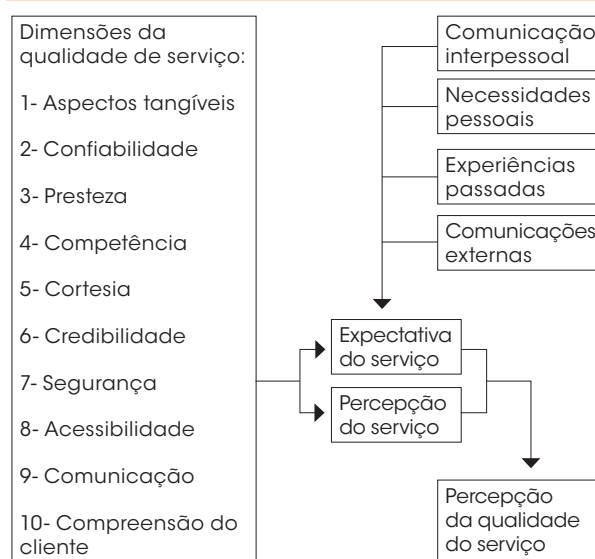 Dimensões da
qualidade de serviço:
1- Aspectos tangíveis
2- Confiabilidade
3- Presteza
4- Competência
5- Cortesia
6- Credibilidade
7- Segurança
8- Acessibilidade
9- Comunicação
10- Compreensão do
cliente
Comunicação
interpessoal
Necessidades
pessoais
Experiências
passadas
Comunicações
externas
Expectativa
do serviço
Percepção
do serviço
Percepção
da qualidade
do serviço